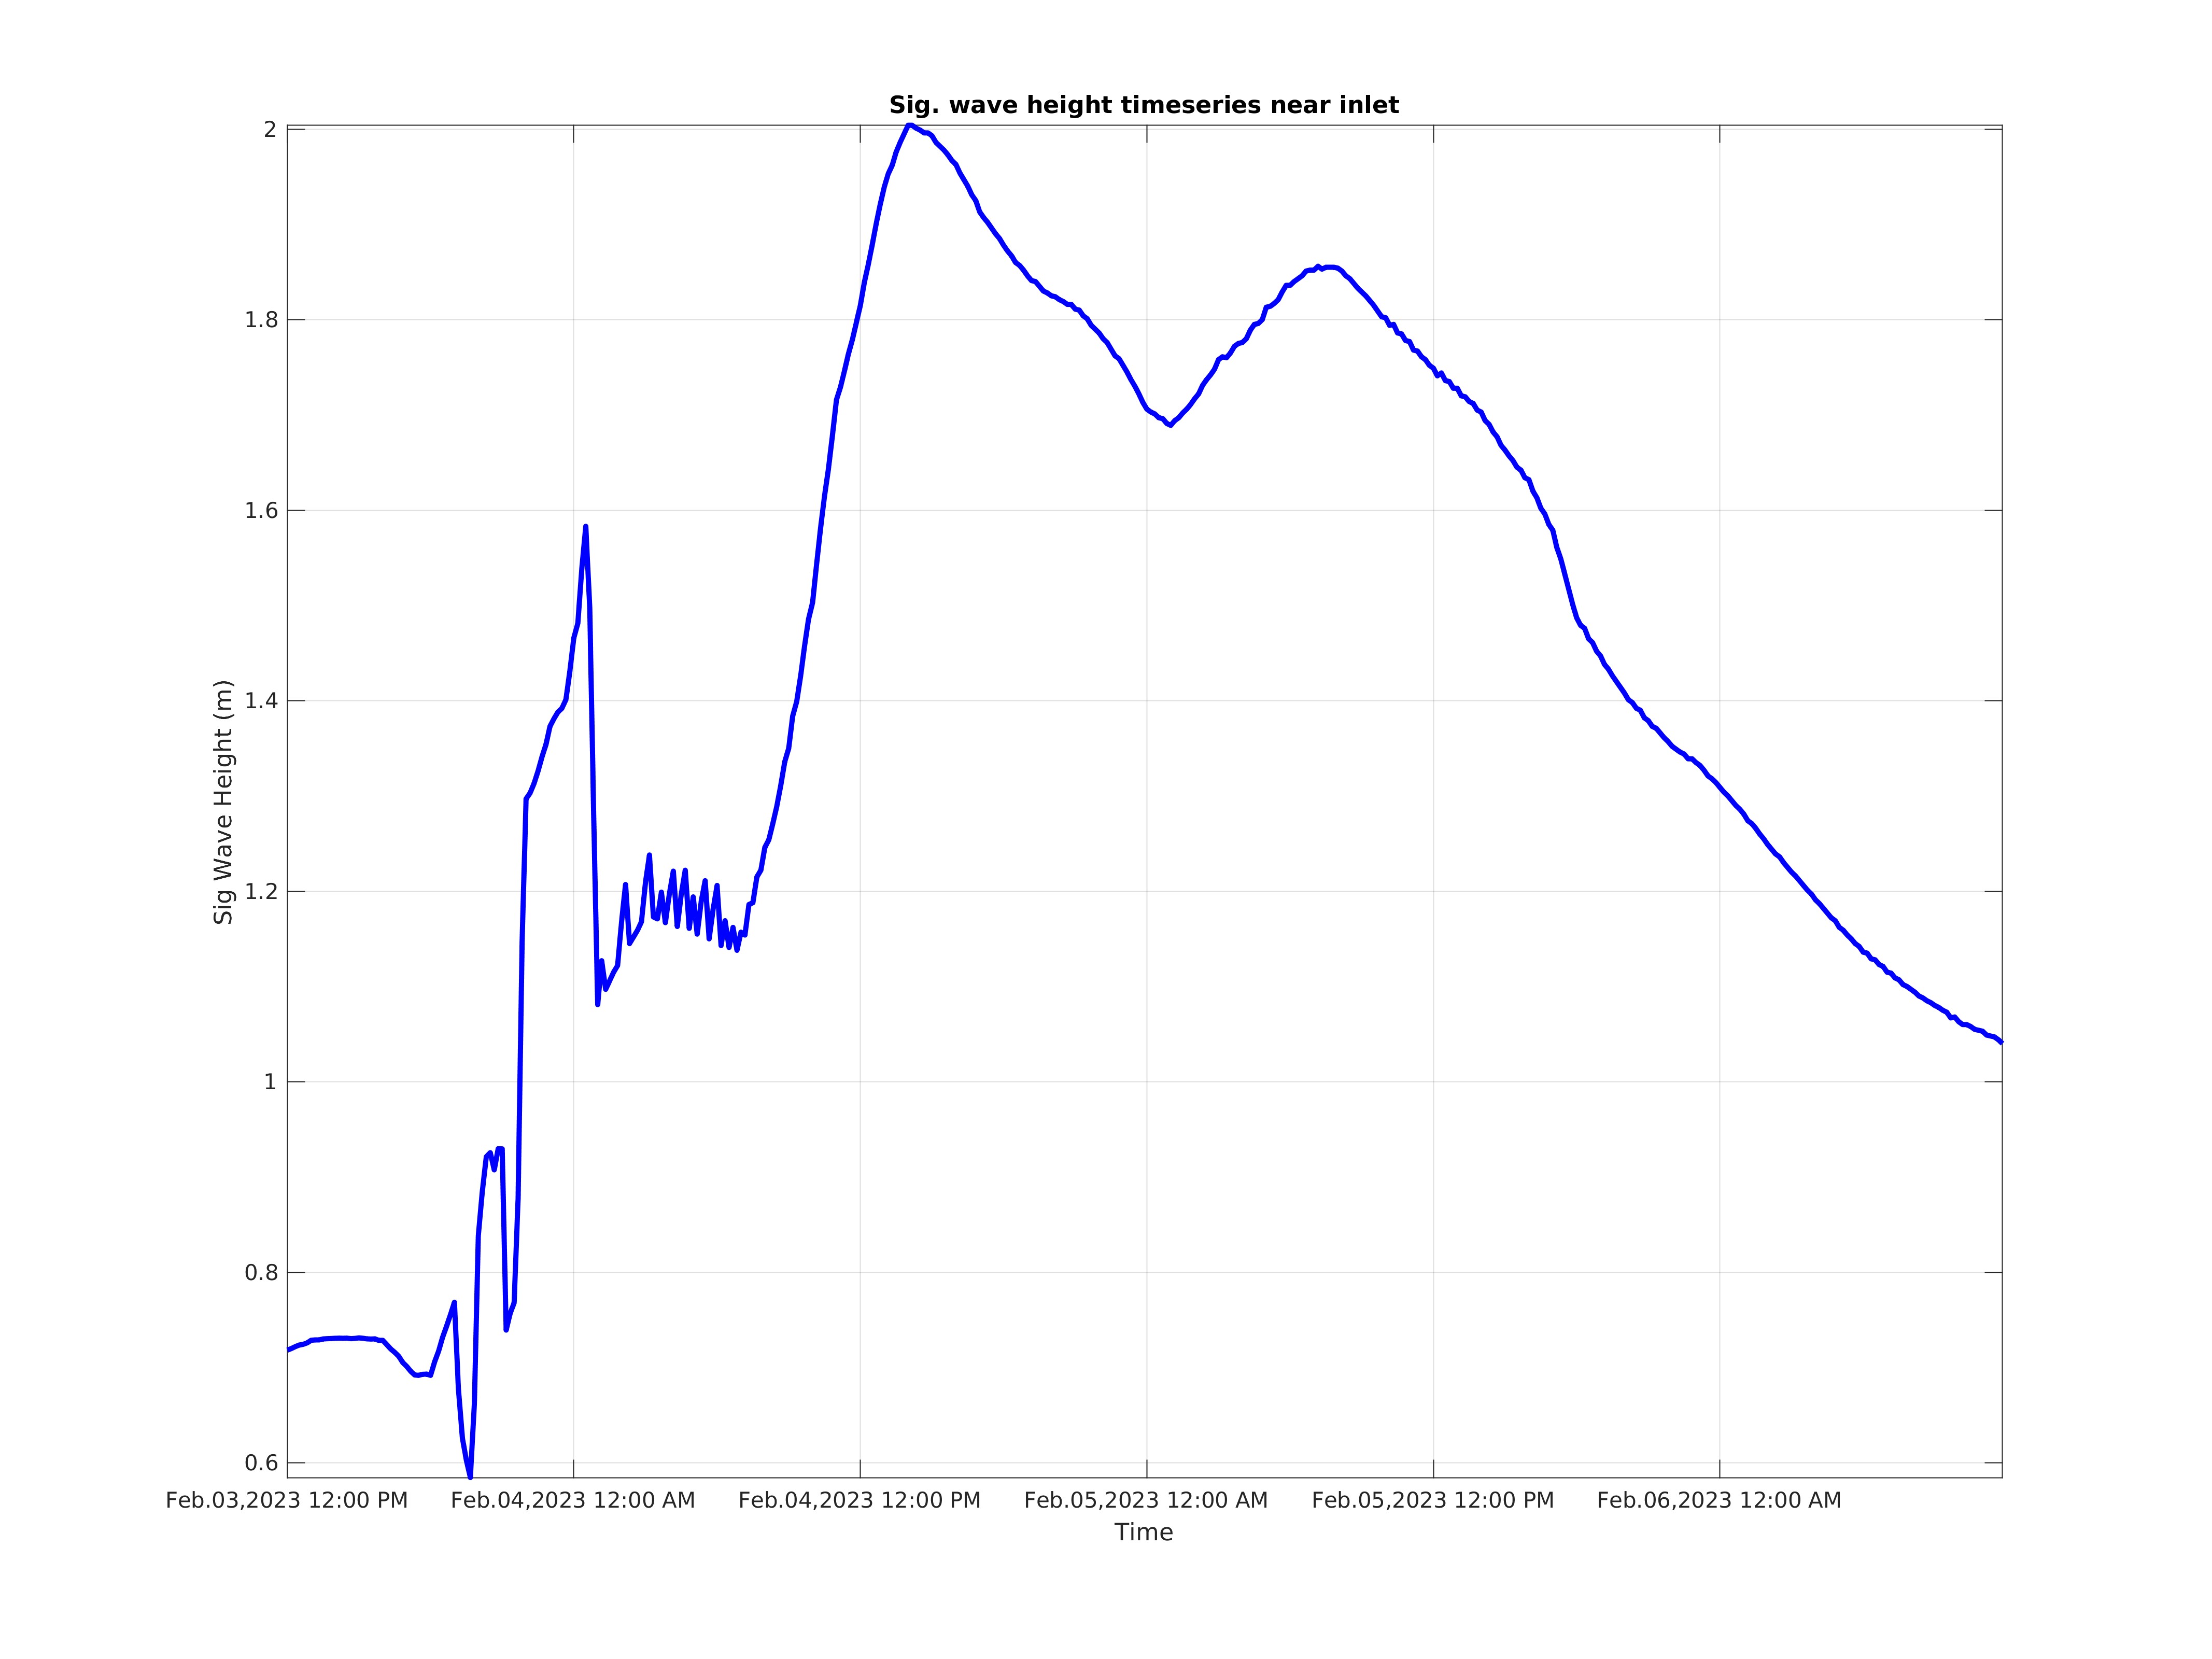 Sig. wave height timeseries near inlet
2
1.8
1.6
1.4
1.2
1
0.8
0.6
Sig Wave Height (m)
Feb.03,2023 12:00 PM
Feb.04,2023 12:00 AM
Feb.04,2023 12:00 PM
Feb.05,2023 12:00 AM
Feb.05,2023 12:00 PM
Feb.06,2023 12:00 AM
Time